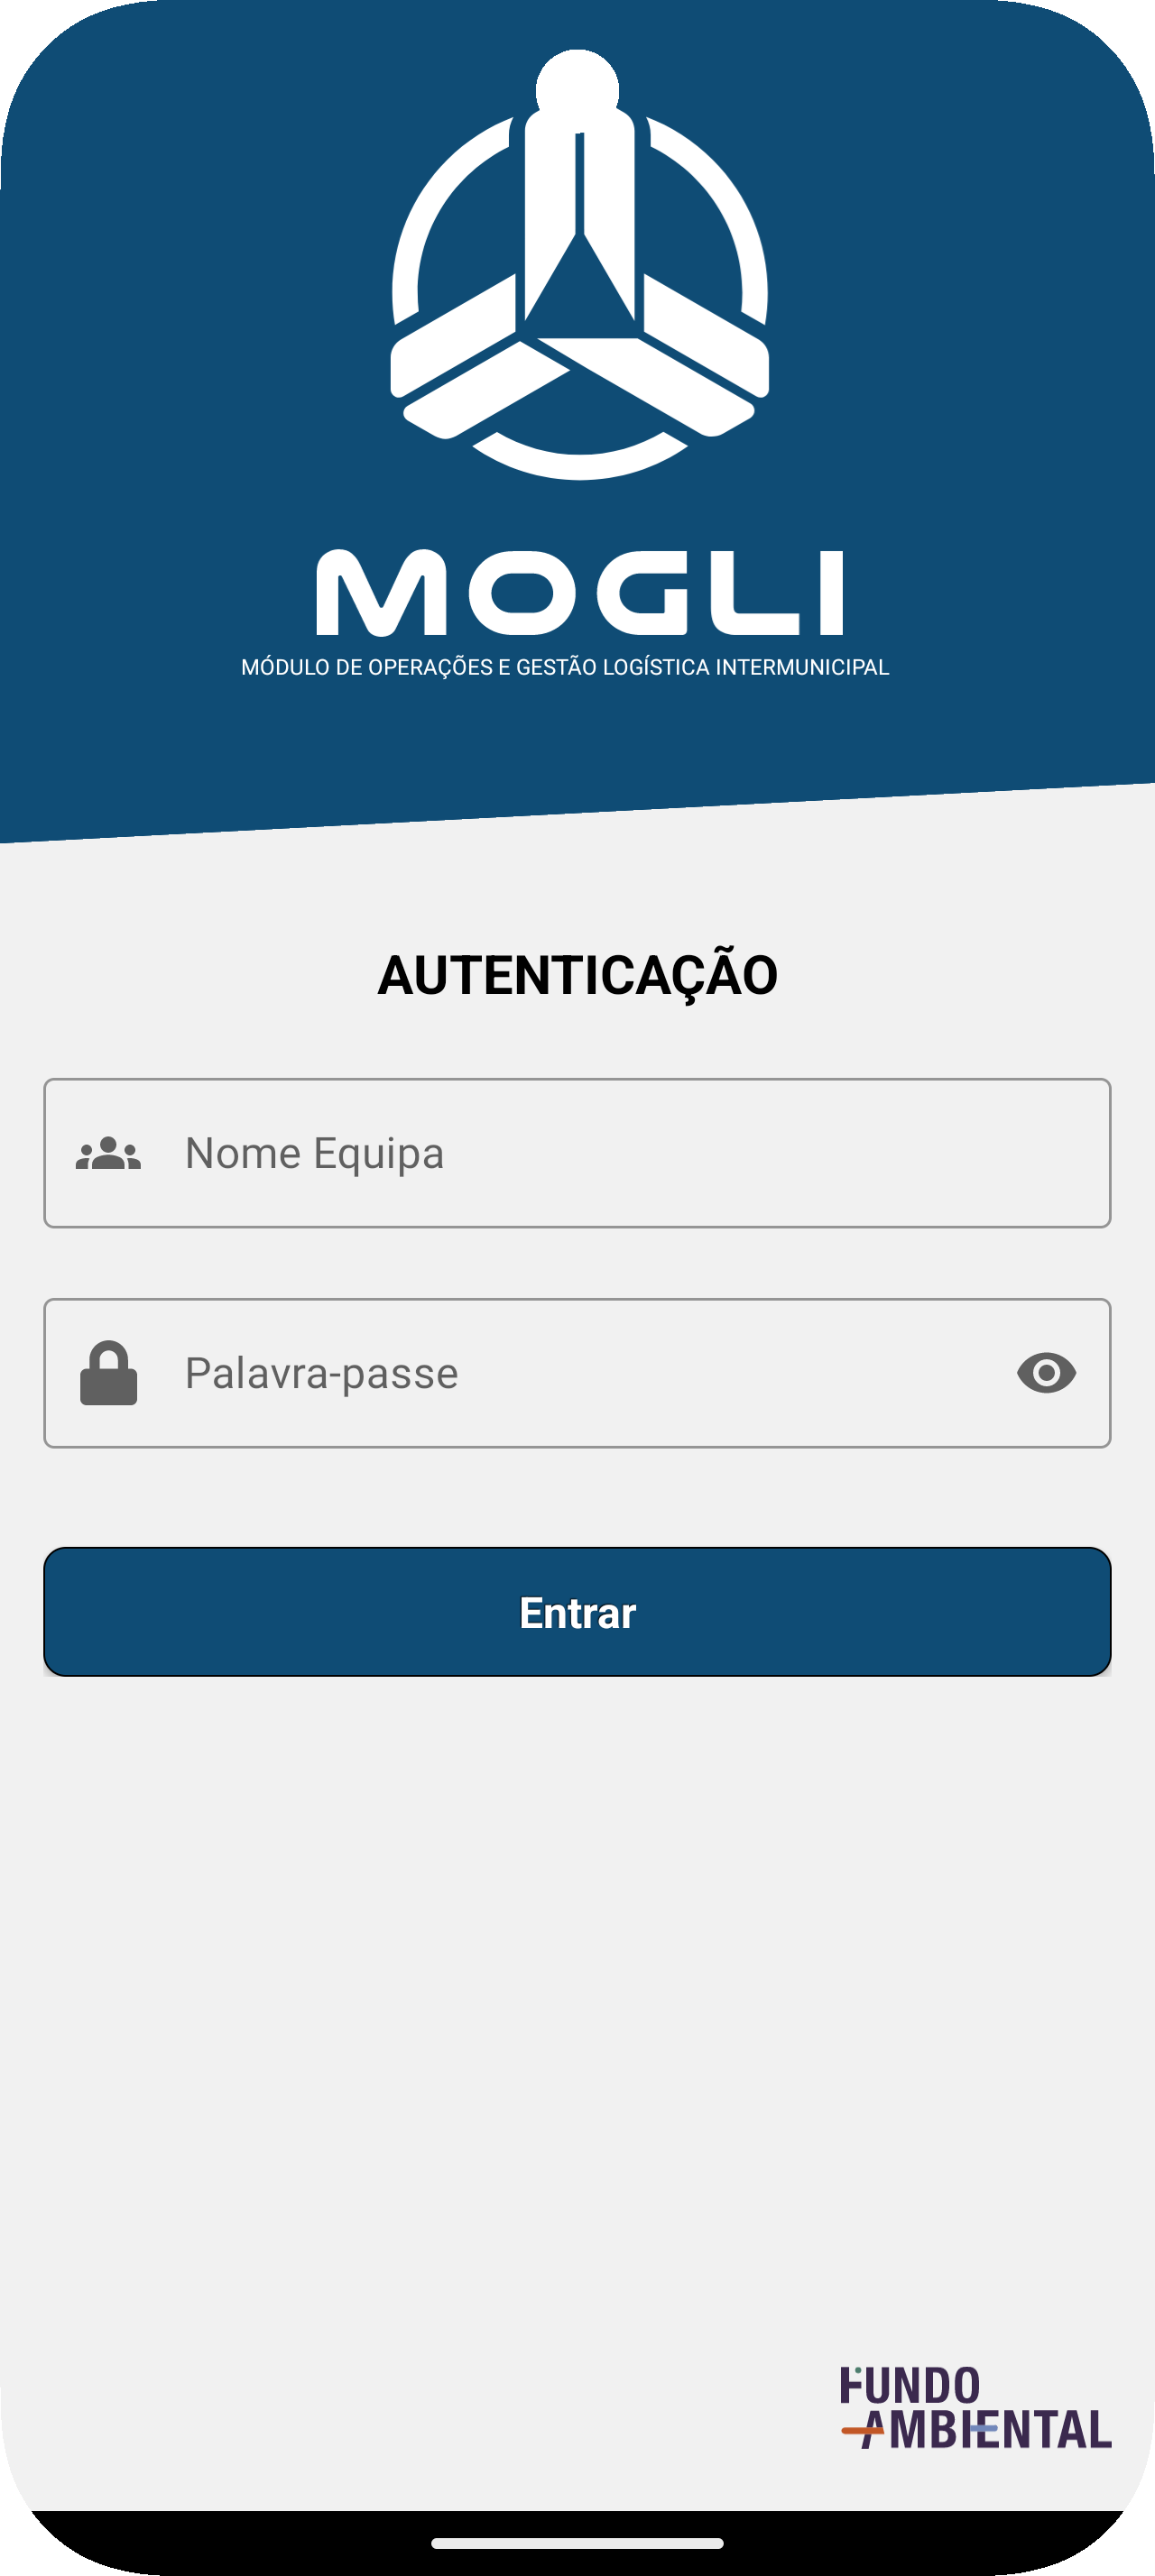 MOGLI
MÓDULO DE OPERAÇÕES E GESTÃO LOGÍSTICA INTERMUNICIPAL
AUTENTICAÇÃO
Nome Equipa
Palavra-passe
Entrar
FUNDO
AMBIENTAL